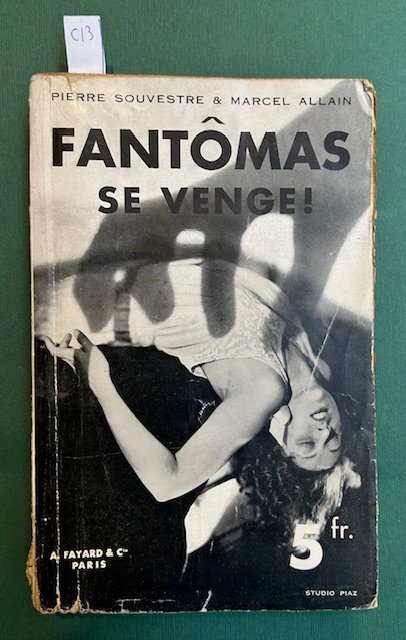 C13
PIERRE SOUVESTRE & MARCEL ALLAIN
FANTÔMAS
SE VENGE!
5 fr.
A. FAYARD & Cie
PARIS
STUDIO PIAZ